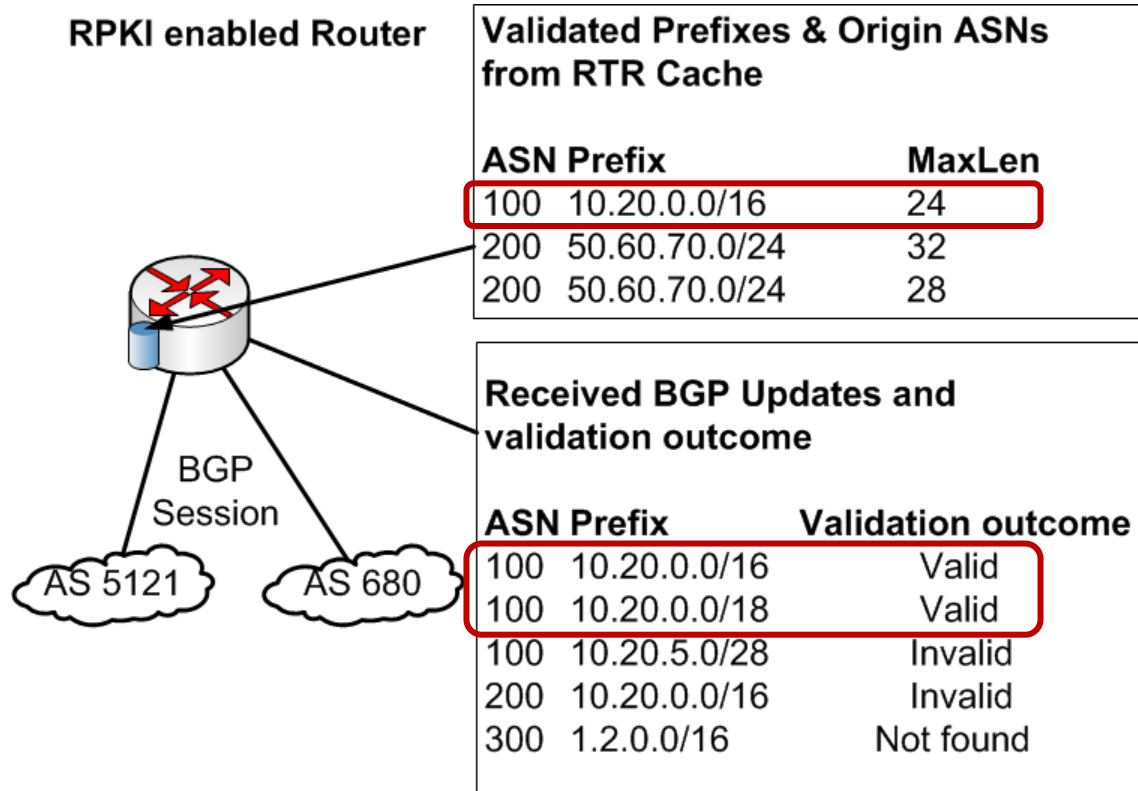 RPKI enabled Router
Validated Prefixes & Origin ASNs
from RTR Cache
ASN Prefix MaxLen
100 10.20.0.0/16 24
200 50.60.70.0/24 32
200 50.60.70.0/24 28
BGP
Session
AS 5121
AS 680
Received BGP Updates and
validation outcome
ASN Prefix Validation outcome
100 10.20.0.0/16 Valid
100 10.20.0.0/18 Valid
100 10.20.5.0/28 Invalid
200 10.20.0.0/16 Invalid
300 1.2.0.0/16 Not found